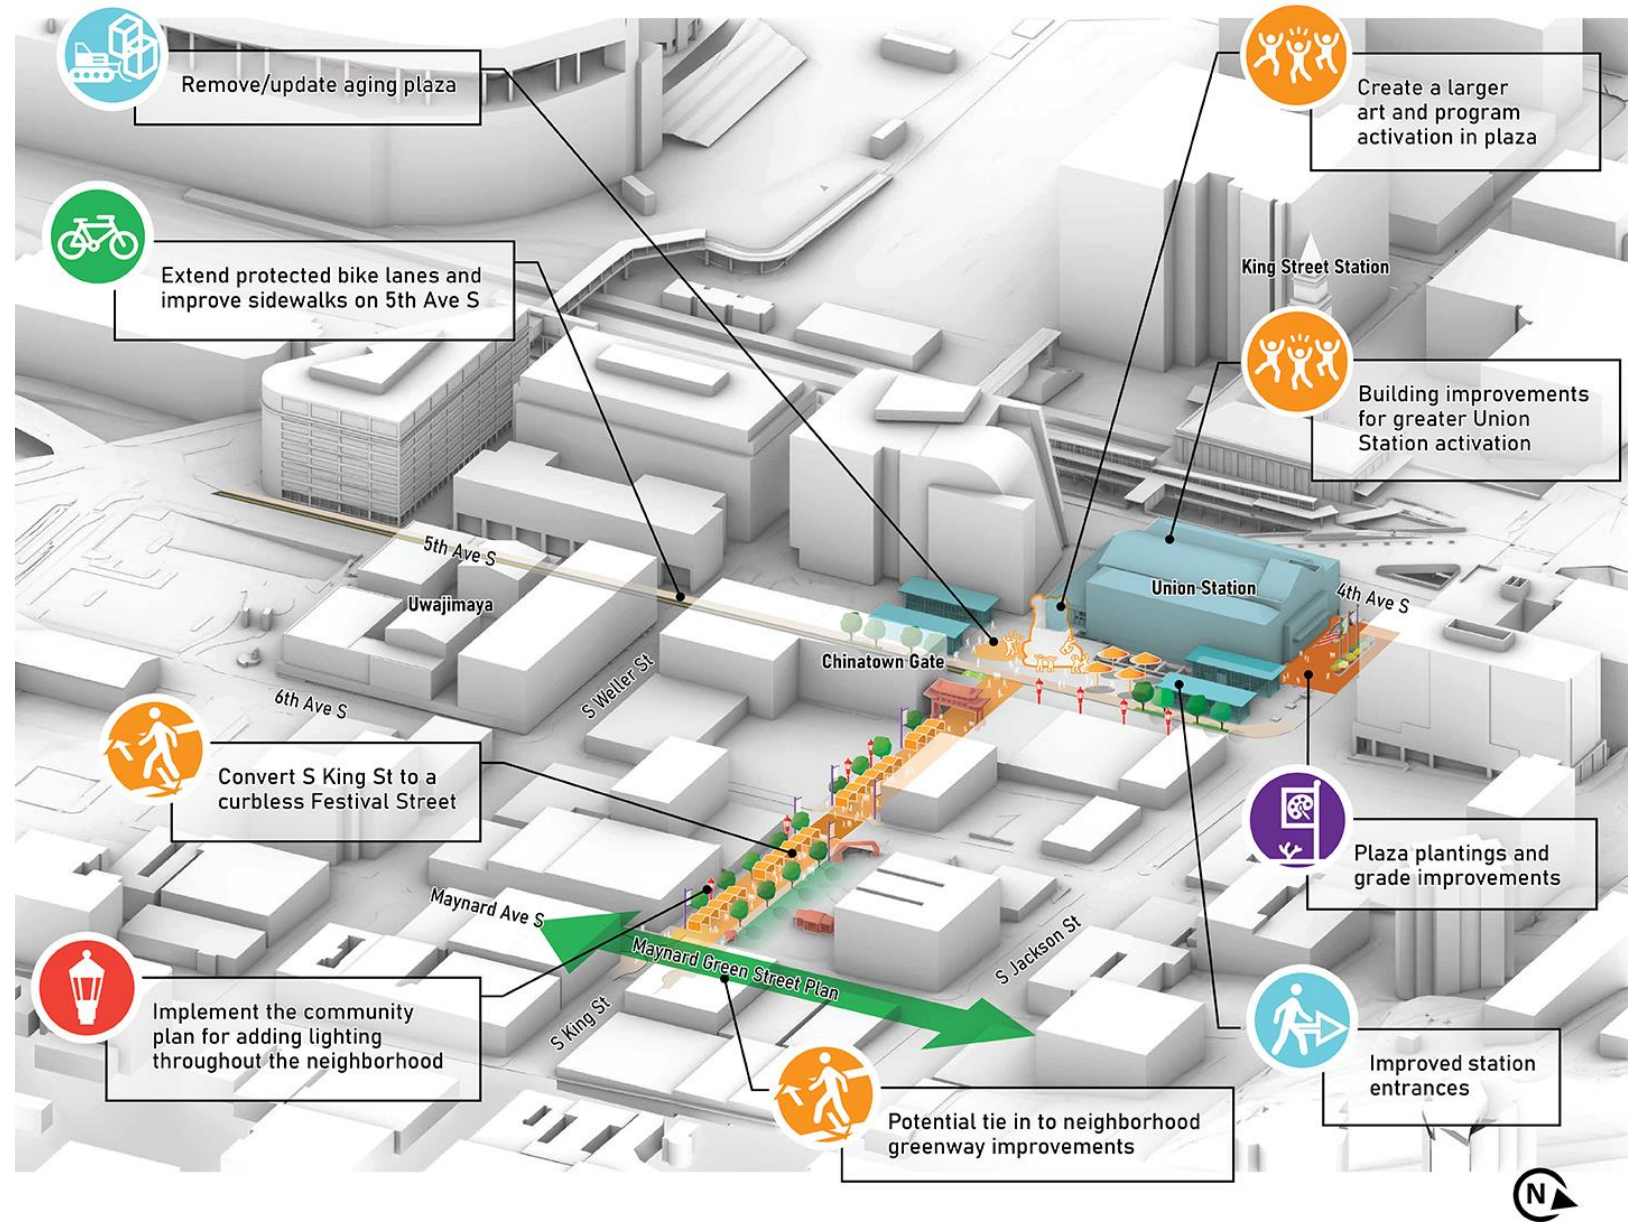 Remove/update aging plaza
Create a larger
art and program
activation in plaza
Extend protected bike lanes and
improve sidewalks on 5th Ave S
King Street Station
Building improvements
for greater Union
Station activation
5th Ave S
Uwajimaya
Union Station
4th Ave S
Chinatown Gate
S Weller St
6th Ave S
Convert S King St to a
curbless Festival Street
Plaza plantings and
grade improvements
Maynard Ave S
Maynard Green Street Plan
S Jackson St
S King St
Implement the community
plan for adding lighting
throughout the neighborhood
Improved station
entrances
Potential tie in to neighborhood
greenway improvements
N